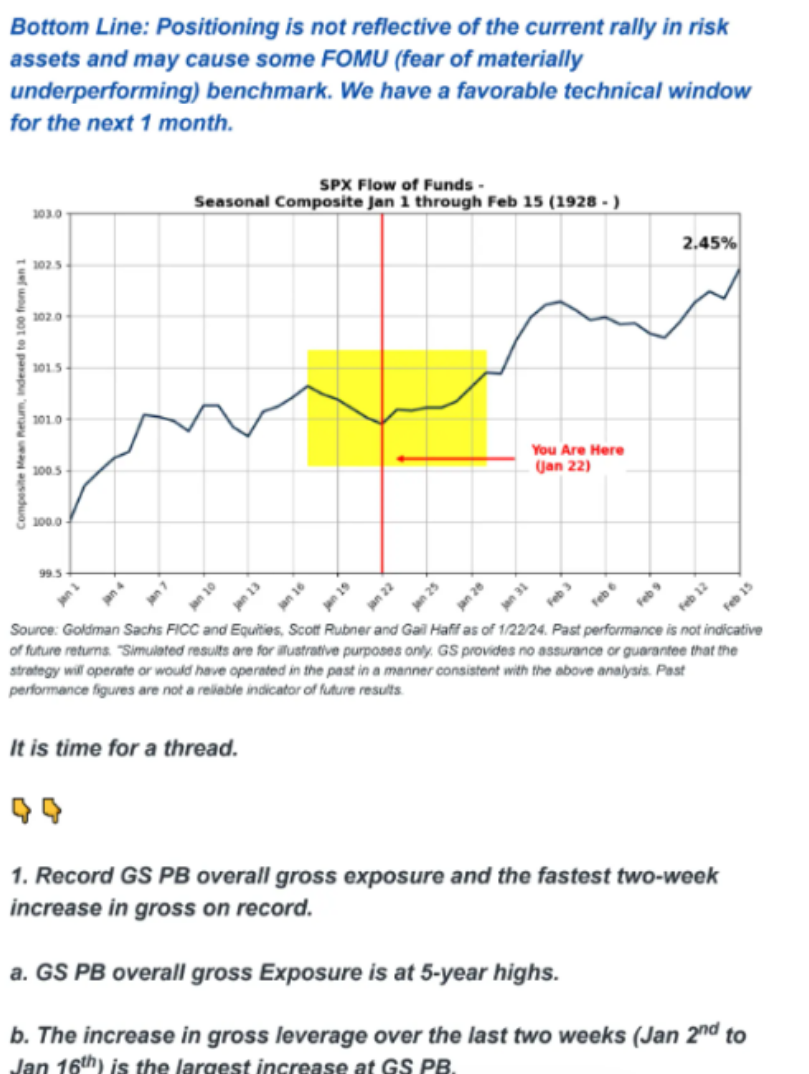 Bottom Line: Positioning is not reflective of the current rally in risk
assets and may cause some FOMU (fear of materially
underperforming) benchmark. We have a favorable technical window
for the next 1 month.
SPX Flow of Funds -
Seasonal Composite Jan 1 through Feb 15 (1928 - )
Composite Mean Return, Indexed to 100 from Jan 1
103.0
102.5
102.0
101.5
101.0
100.5
100.0
99.5
2.45%
You Are Here
(Jan 22)
Jan 1
Jan 4
Jan 7
Jan 10
Jan 13
Jan 16
Jan 19
Jan 22
Jan 25
Jan 28
Jan 31
Feb 3
Feb 6
Feb 9
Feb 12
Feb 15
Source: Goldman Sachs FICC and Equities, Scott Rubner and Gail Hafif as of 1/22/24. Past performance is not indicative
of future returns. "Simulated results are for illustrative purposes only. GS provides no assurance or guarantee that the
strategy will operate or would have operated in the past in a manner consistent with the above analysis. Past
performance figures are not a reliable indicator of future results.
It is time for a thread.
👇👇
1. Record GS PB overall gross exposure and the fastest two-week
increase in gross on record.
a. GS PB overall gross Exposure is at 5-year highs.
b. The increase in gross leverage over the last two weeks (Jan 2nd to
Jan 16th) is the largest increase at GS PB.